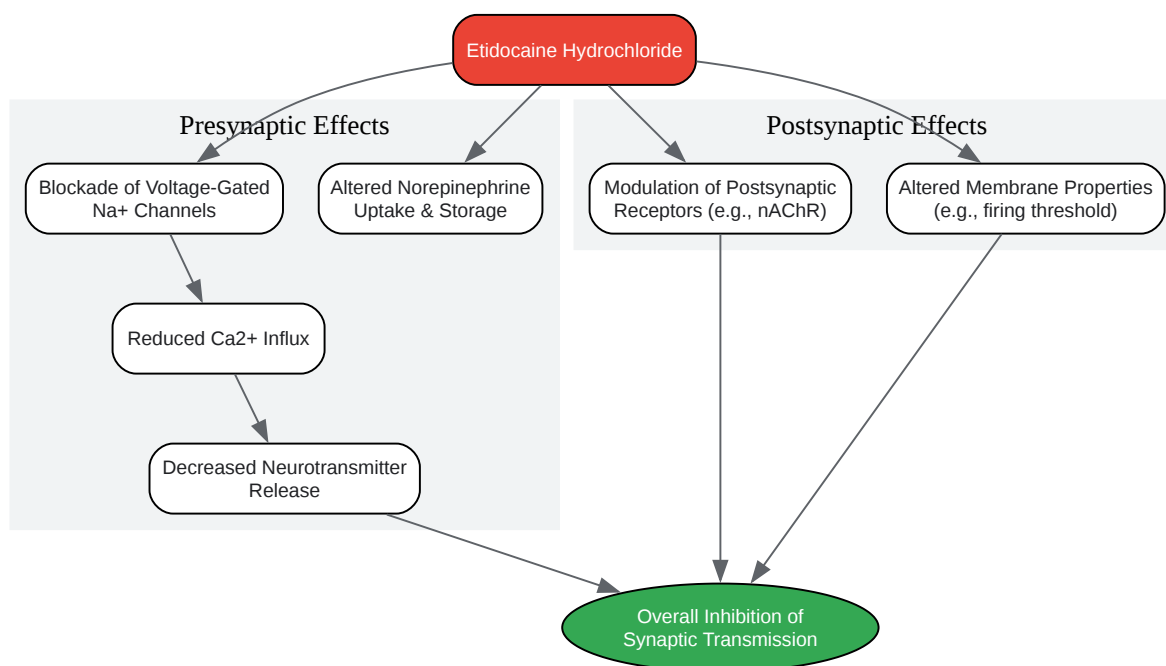 Etidocaine Hydrochloride
Presynaptic Effects
Postsynaptic Effects
Blockade of Voltage-Gated
Na+ Channels
Altered Norepinephrine
Uptake & Storage
Modulation of Postsynaptic
Receptors (e.g., nAChR)
Altered Membrane Properties
(e.g., firing threshold)
Reduced Ca2+ Influx
Decreased Neurotransmitter
Release
Overall Inhibition of
Synaptic Transmission